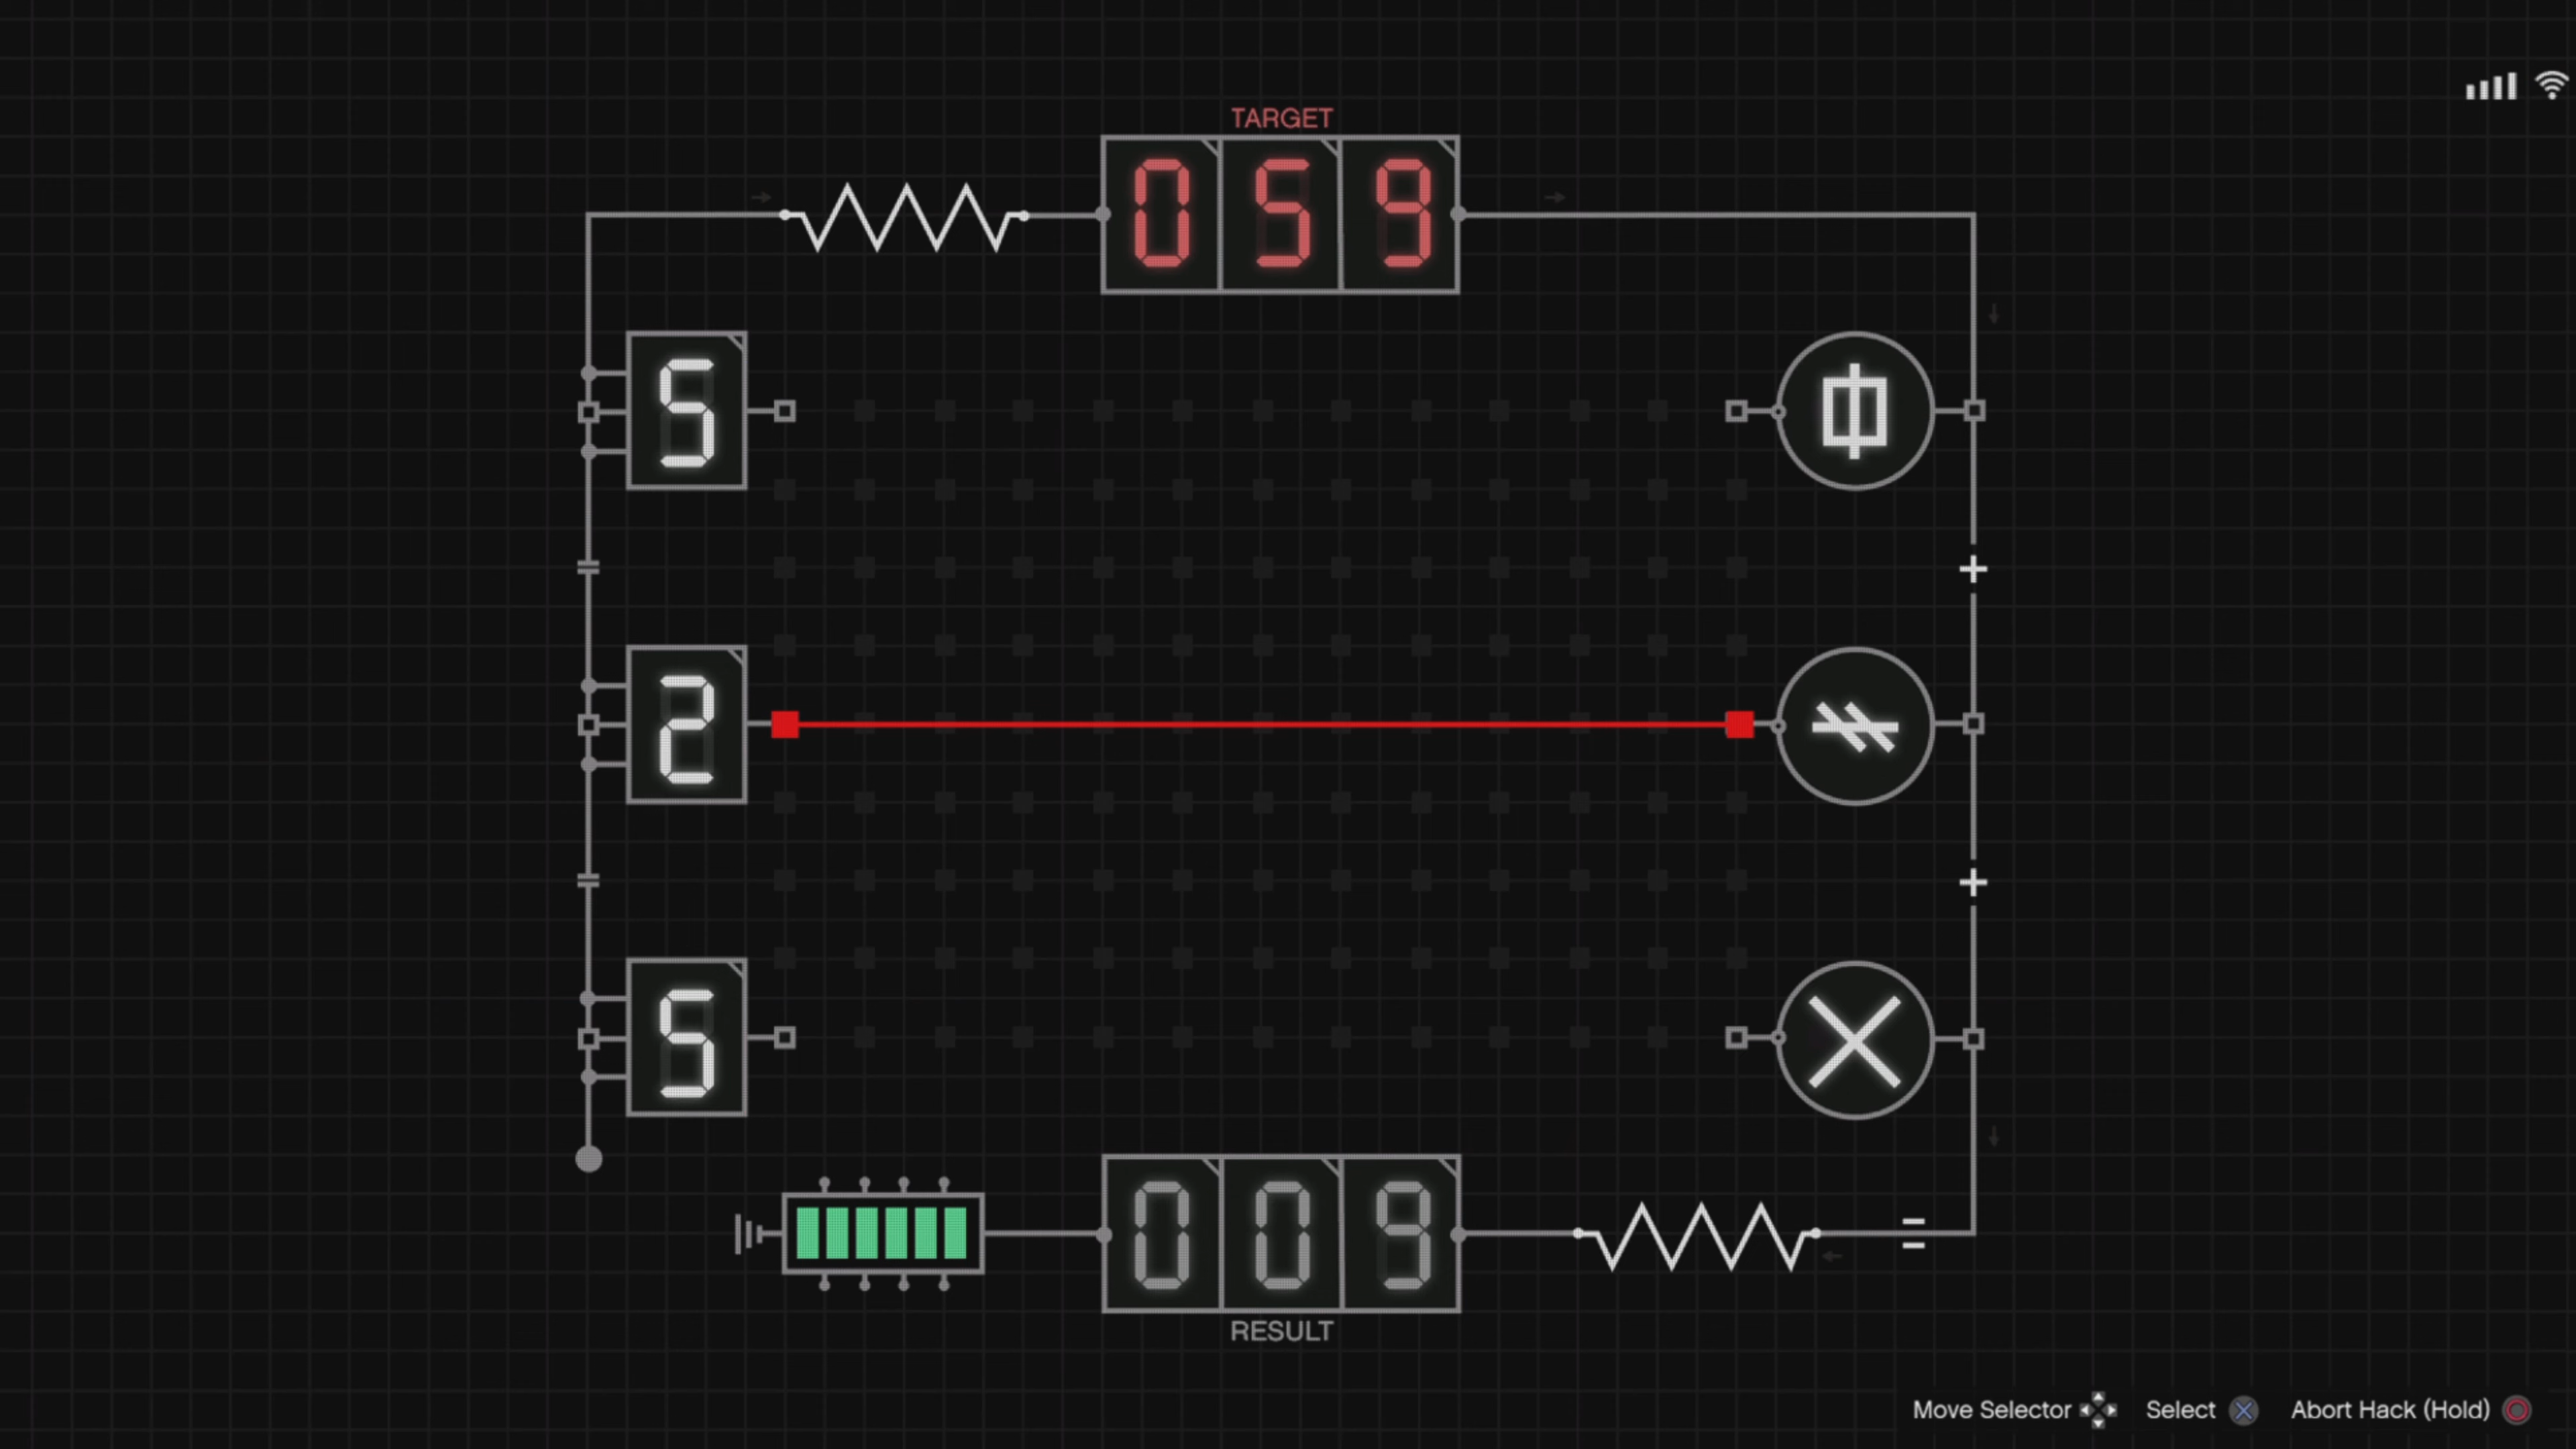 TARGET
059
5
+
2
+
5
=
009
RESULT
Move Selector Select Abort Hack (Hold)